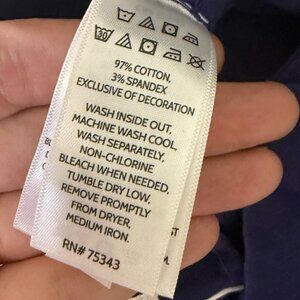 30
97% COTTON,
3% SPANDEX
EXCLUSIVE OF DECORATION
WASH INSIDE OUT,
MACHINE WASH COOL,
WASH SEPARATELY,
NON-CHLORINE
BLEACH WHEN NEEDED,
TUMBLE DRY LOW,
REMOVE PROMPTLY
FROM DRYER,
MEDIUM IRON.
RN# 75343